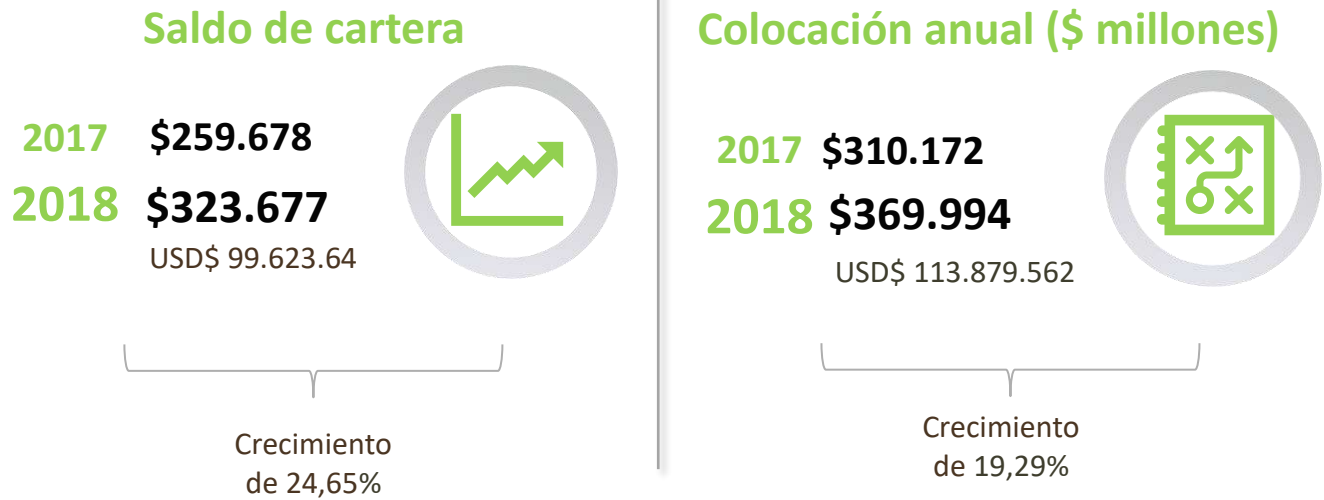 Saldo de cartera
2017 $259.678
2018 $323.677
USD$ 99.623.64
Crecimiento
de 24,65%
Colocación anual ($ millones)
2017 $310.172
2018 $369.994
USD$ 113.879.562
Crecimiento
de 19,29%